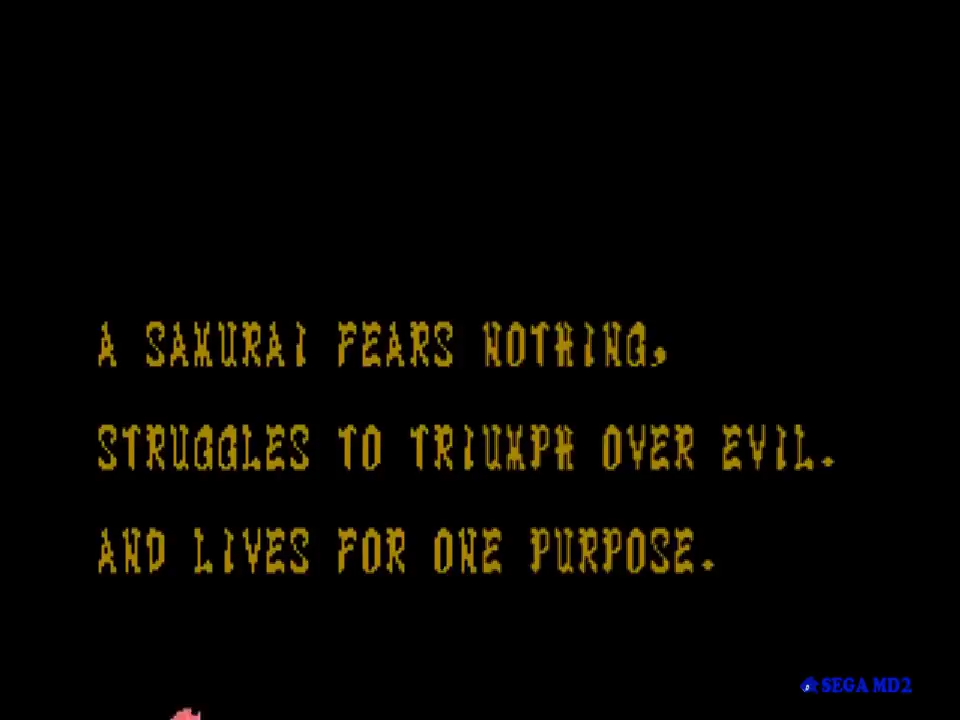 A SAMURAI FEARS NOTHING,
STRUGGLES TO TRIUMPH OVER EVIL.
AND LIVES FOR ONE PURPOSE.
SEGA MD2